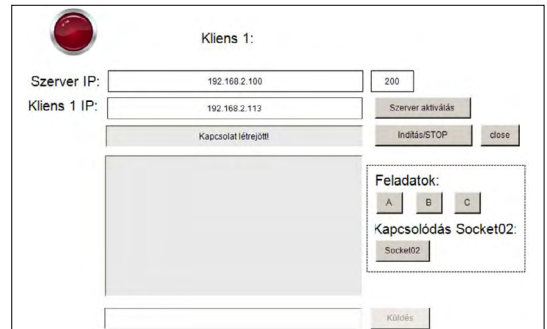 Kliens 1:
Szerver IP: 192.168.2.100 200
Kliens 1 IP: 192.168.2.113 Szerver aktiválás
Kapcsolat létrejött! Indítás/STOP close
Feladatok:
A B C
Kapcsolódás Socket02:
Socket02
Küldés